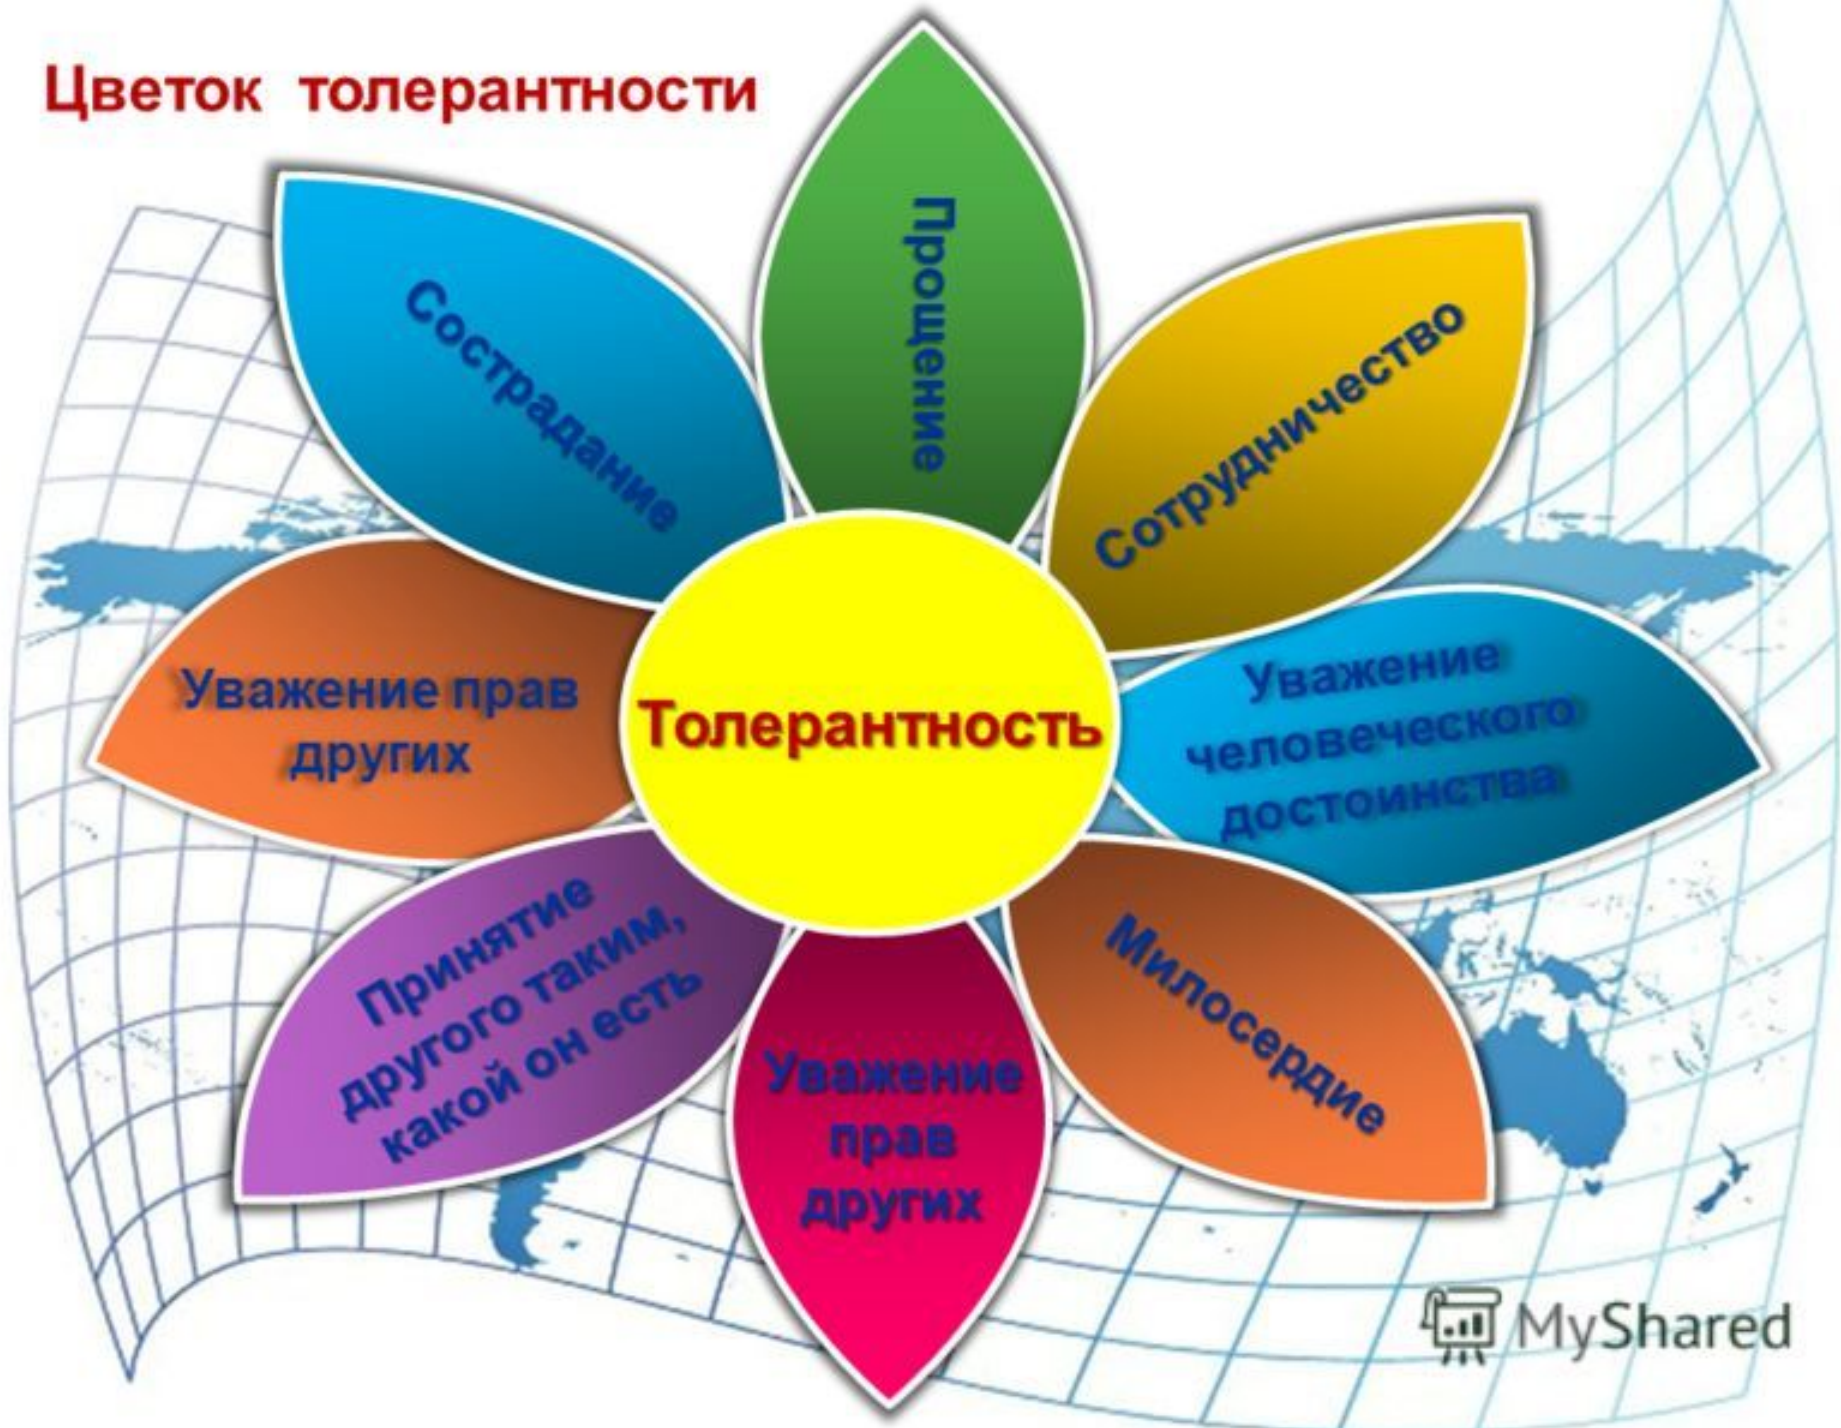 Цветок толерантности
Прощение
Сострадание
Сотрудничество
Уважение прав
других
Толерантность
Уважение
человеческого
достоинства
Принятие
другого таким,
какой он есть
Уважение
прав
других
Милосердие
MyShared